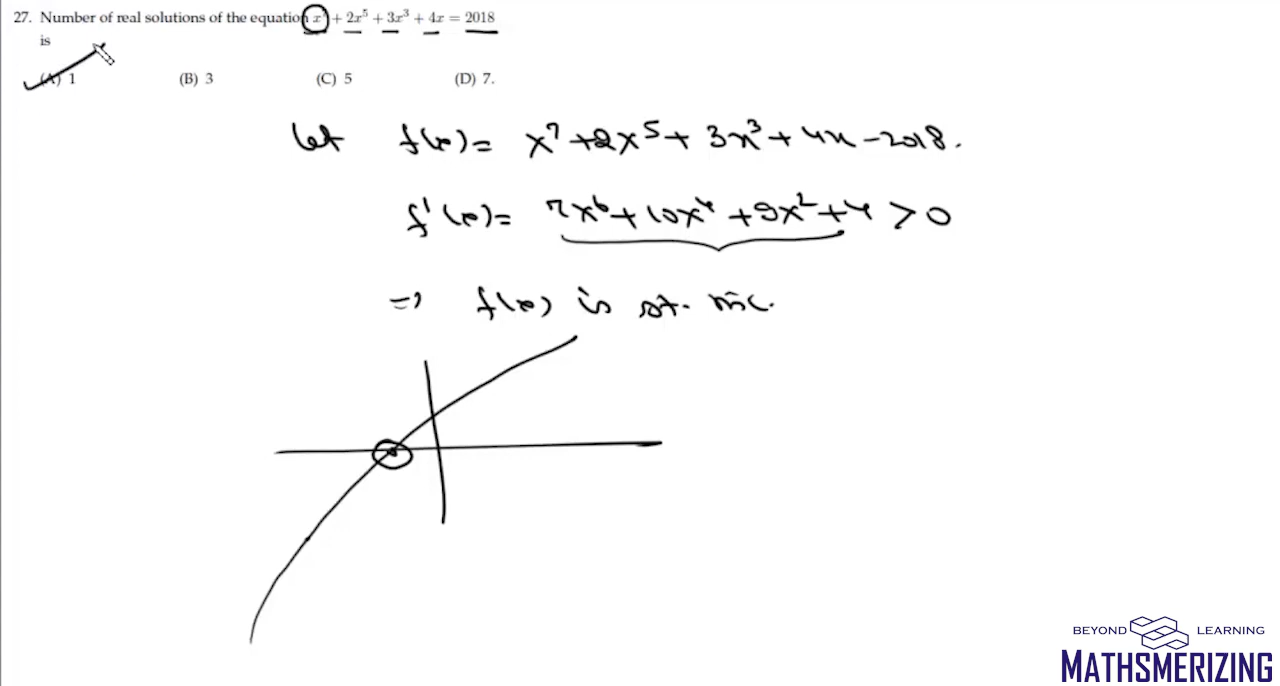 27. Number of real solutions of the equation x⁷ + 2x⁵ + 3x³ + 4x = 2018
is
(A) 1 (B) 3 (C) 5 (D) 7.
let f(x) = x⁷ + 2x⁵ + 3x³ + 4x - 2018.
f'(x) = 7x⁶ + 10x⁴ + 9x² + 4 > 0
⇒ f(x) is st. inc.
BEYOND LEARNING
MATHSMERIZING